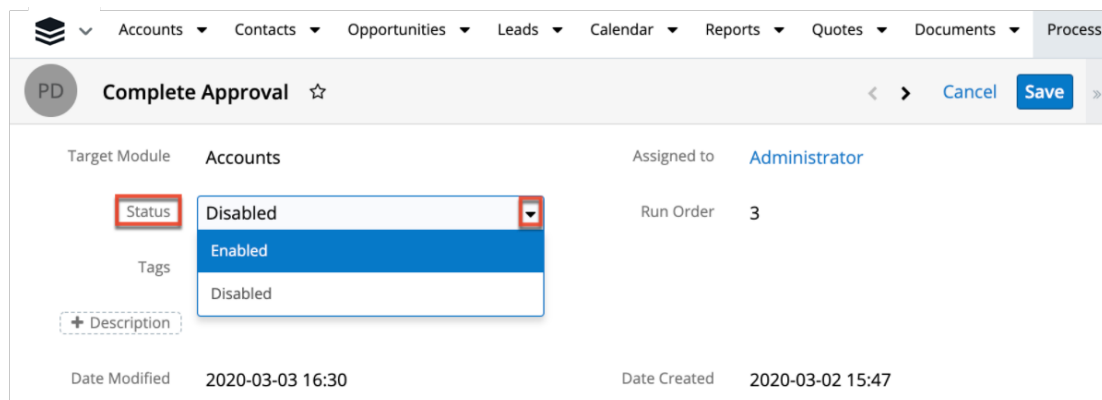 Accounts Contacts Opportunities Leads Calendar Reports Quotes Documents Process
PD Complete Approval Cancel Save
Target Module Accounts Assigned to Administrator
Status Disabled Run Order 3
Enabled
Tags
Disabled
+ Description
Date Modified 2020-03-03 16:30 Date Created 2020-03-02 15:47